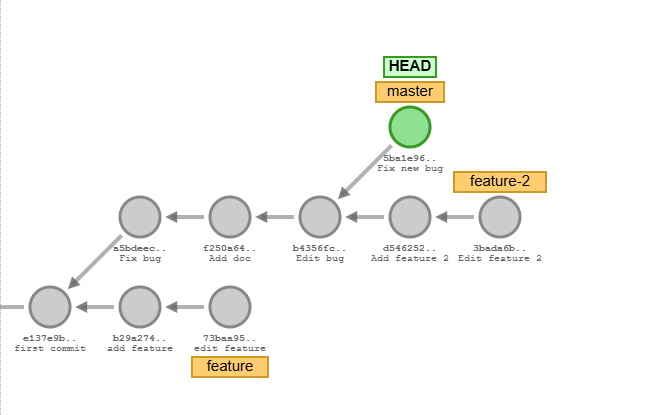 HEAD
master
5ba1e96..
Fix new bug
feature-2
a5bdeec..
Fix bug
f250a64..
Add doc
b4356fc..
Edit bug
d546252..
Add feature 2
3bada6b..
Edit feature 2
e137e9b..
first commit
b29a274..
add feature
73baa95..
edit feature
feature